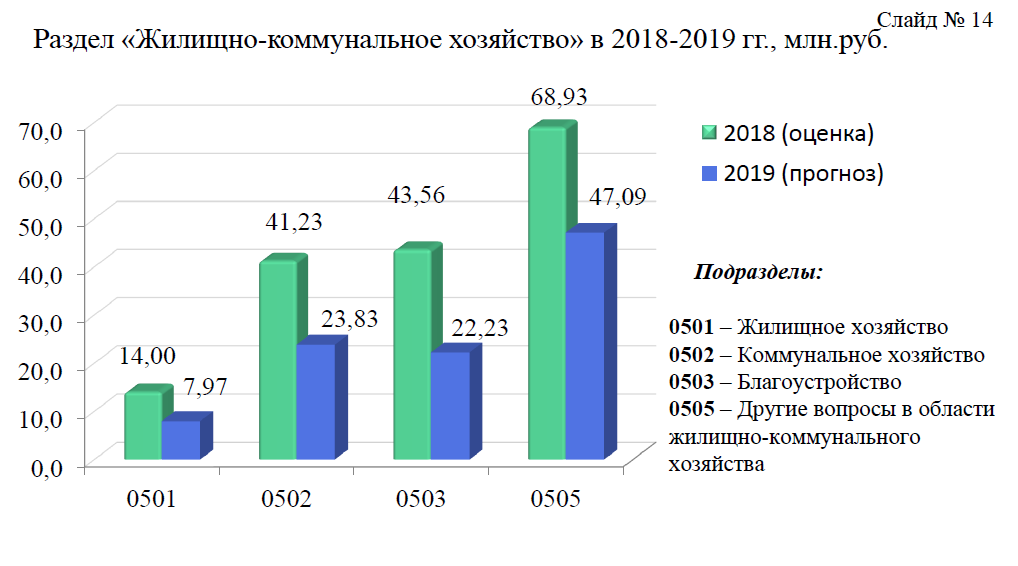 Слайд № 14
Раздел «Жилищно-коммунальное хозяйство» в 2018-2019 гг., млн.руб.
70,0
60,0
50,0
40,0
30,0
20,0
10,0
0,0
14,00
7,97
41,23
23,83
43,56
22,23
68,93
47,09
0501
0502
0503
0505
2018 (оценка)
2019 (прогноз)
Подразделы:
0501 – Жилищное хозяйство
0502 – Коммунальное хозяйство
0503 – Благоустройство
0505 – Другие вопросы в области
жилищно-коммунального
хозяйства